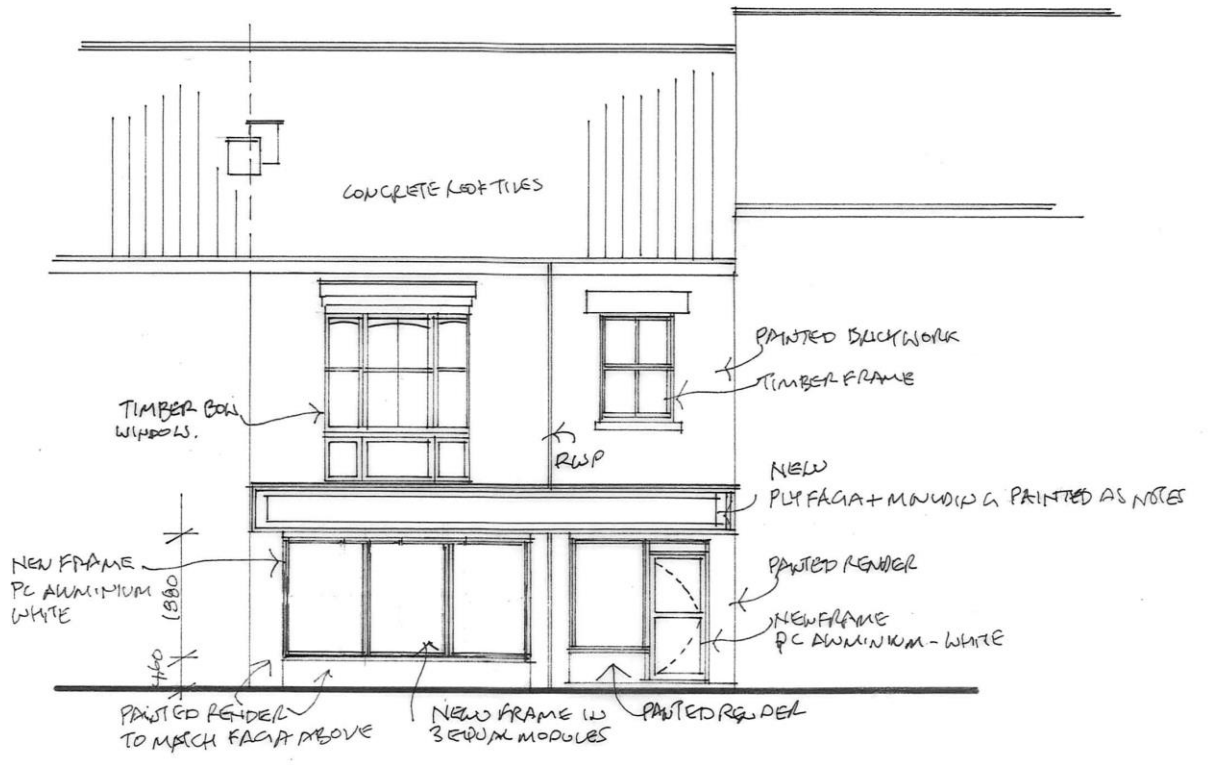 CONCRETE ROOF TILES
PAINTED BRICKWORK
TIMBER FRAME
TIMBER BOW
WINDOW.
RWP
NEW
PLY FACIA + MOULDING PAINTED AS NOTES
NEW FRAME
PC ALUMINIUM
WHITE
1880
460
PAINTED RENDER
NEW FRAME
PC ALUMINIUM - WHITE
PAINTED RENDER
TO MATCH FACIA ABOVE
NEW FRAME IN
3 EQUAL MODULES
PAINTED RENDER